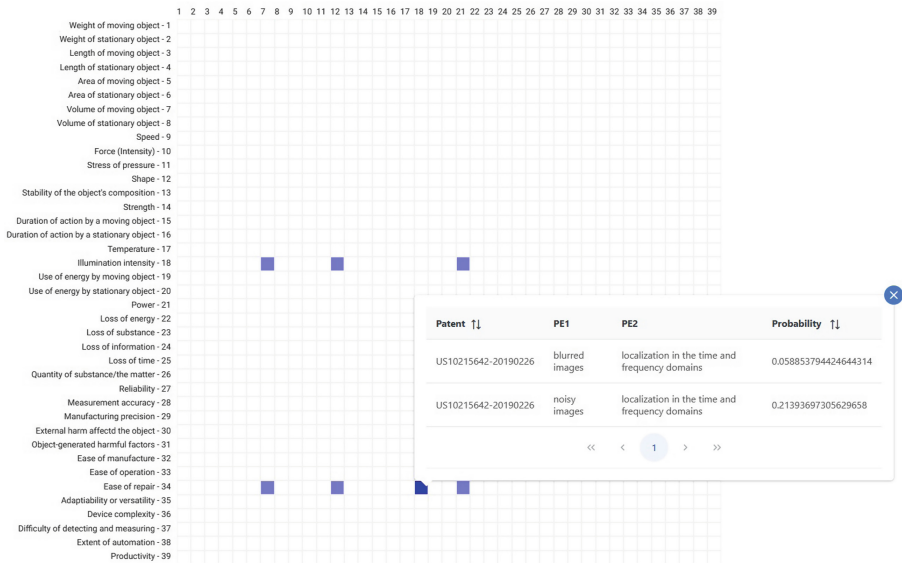 1 2 3 4 5 6 7 8 9 10 11 12 13 14 15 16 17 18 19 20 21 22 23 24 25 26 27 28 29 30 31 32 33 34 35 36 37 38 39
Weight of moving object - 1
Weight of stationary object - 2
Length of moving object - 3
Length of stationary object - 4
Area of moving object - 5
Area of stationary object - 6
Volume of moving object - 7
Volume of stationary object - 8
Speed - 9
Force (Intensity) - 10
Stress of pressure - 11
Shape - 12
Stability of the object's composition - 13
Strength - 14
Duration of action by a moving object - 15
Duration of action by a stationary object - 16
Temperature - 17
Illumination intensity - 18
Use of energy by moving object - 19
Use of energy by stationary object - 20
Power - 21
Loss of energy - 22
Loss of substance - 23
Loss of information - 24
Loss of time - 25
Quantity of substance/the matter - 26
Reliability - 27
Measurement accuracy - 28
Manufacturing precision - 29
External harm affectd the object - 30
Object-generated harmful factors - 31
Ease of manufacture - 32
Ease of operation - 33
Ease of repair - 34
Adaptiability or versatility - 35
Device complexity - 36
Difficulty of detecting and measuring - 37
Extent of automation - 38
Productivity - 39
Patent ↑↓ PE1 PE2 Probability ↑↓
US10215642-20190226 blurred images localization in the time and frequency domains 0.058853794424644314
US10215642-20190226 noisy images localization in the time and frequency domains 0.21393697305629658
« ‹ 1 › »